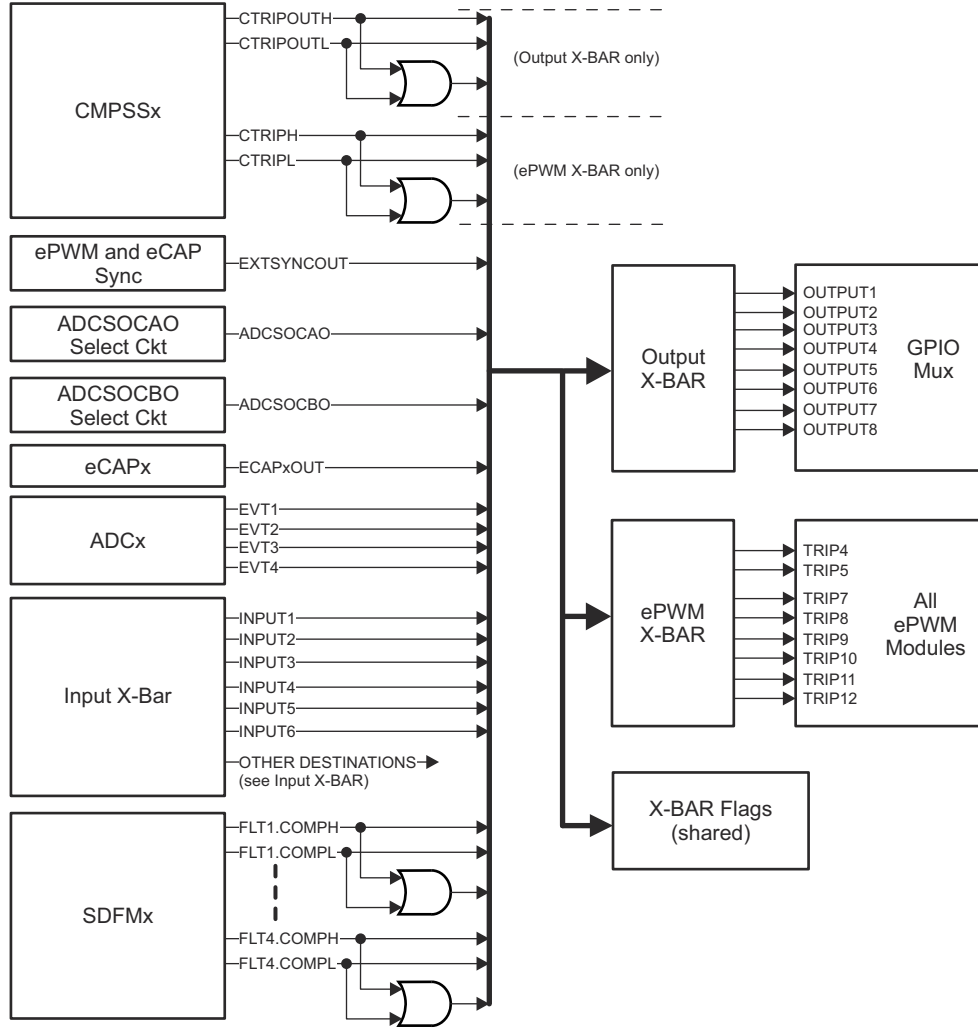 CMPSSx
CTRIPOUTH
CTRIPOUTL
(Output X-BAR only)
CTRIPH
CTRIPL
(ePWM X-BAR only)
ePWM and eCAP
Sync
EXTSYNCOUT
ADCSOCAO
Select Ckt
ADCSOCAO
ADCSOCBO
Select Ckt
ADCSOCBO
eCAPx
ECAPxOUT
ADCx
EVT1
EVT2
EVT3
EVT4
Input X-Bar
INPUT1
INPUT2
INPUT3
INPUT4
INPUT5
INPUT6
OTHER DESTINATIONS
(see Input X-BAR)
SDFMx
FLT1.COMPH
FLT1.COMPL
FLT4.COMPH
FLT4.COMPL
Output
X-BAR
OUTPUT1
OUTPUT2
OUTPUT3
OUTPUT4
OUTPUT5
OUTPUT6
OUTPUT7
OUTPUT8
GPIO
Mux
ePWM
X-BAR
TRIP4
TRIP5
TRIP7
TRIP8
TRIP9
TRIP10
TRIP11
TRIP12
All
ePWM
Modules
X-BAR Flags
(shared)